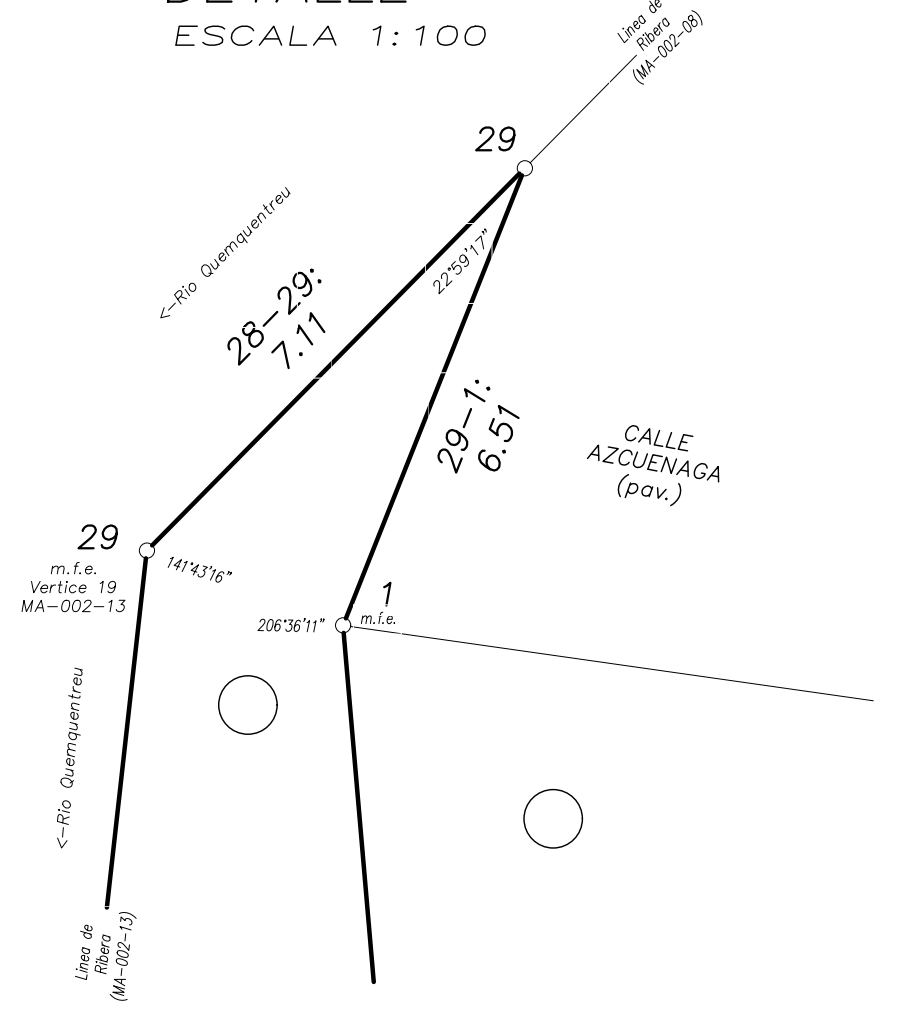 DETALLE
ESCALA 1:100
Linea de
Ribera
(MA-002-08)
29
<-Rio Quemquentreu
22°59'17"
28-29:
7.11
29-1:
6.51
CALLE
AZCUENAGA
(pav.)
29
m.f.e.
Vertice 19
MA-002-13
141°43'16"
1
m.f.e.
206°36'11"
<-Rio Quemquentreu
Linea de
Ribera
(MA-002-13)